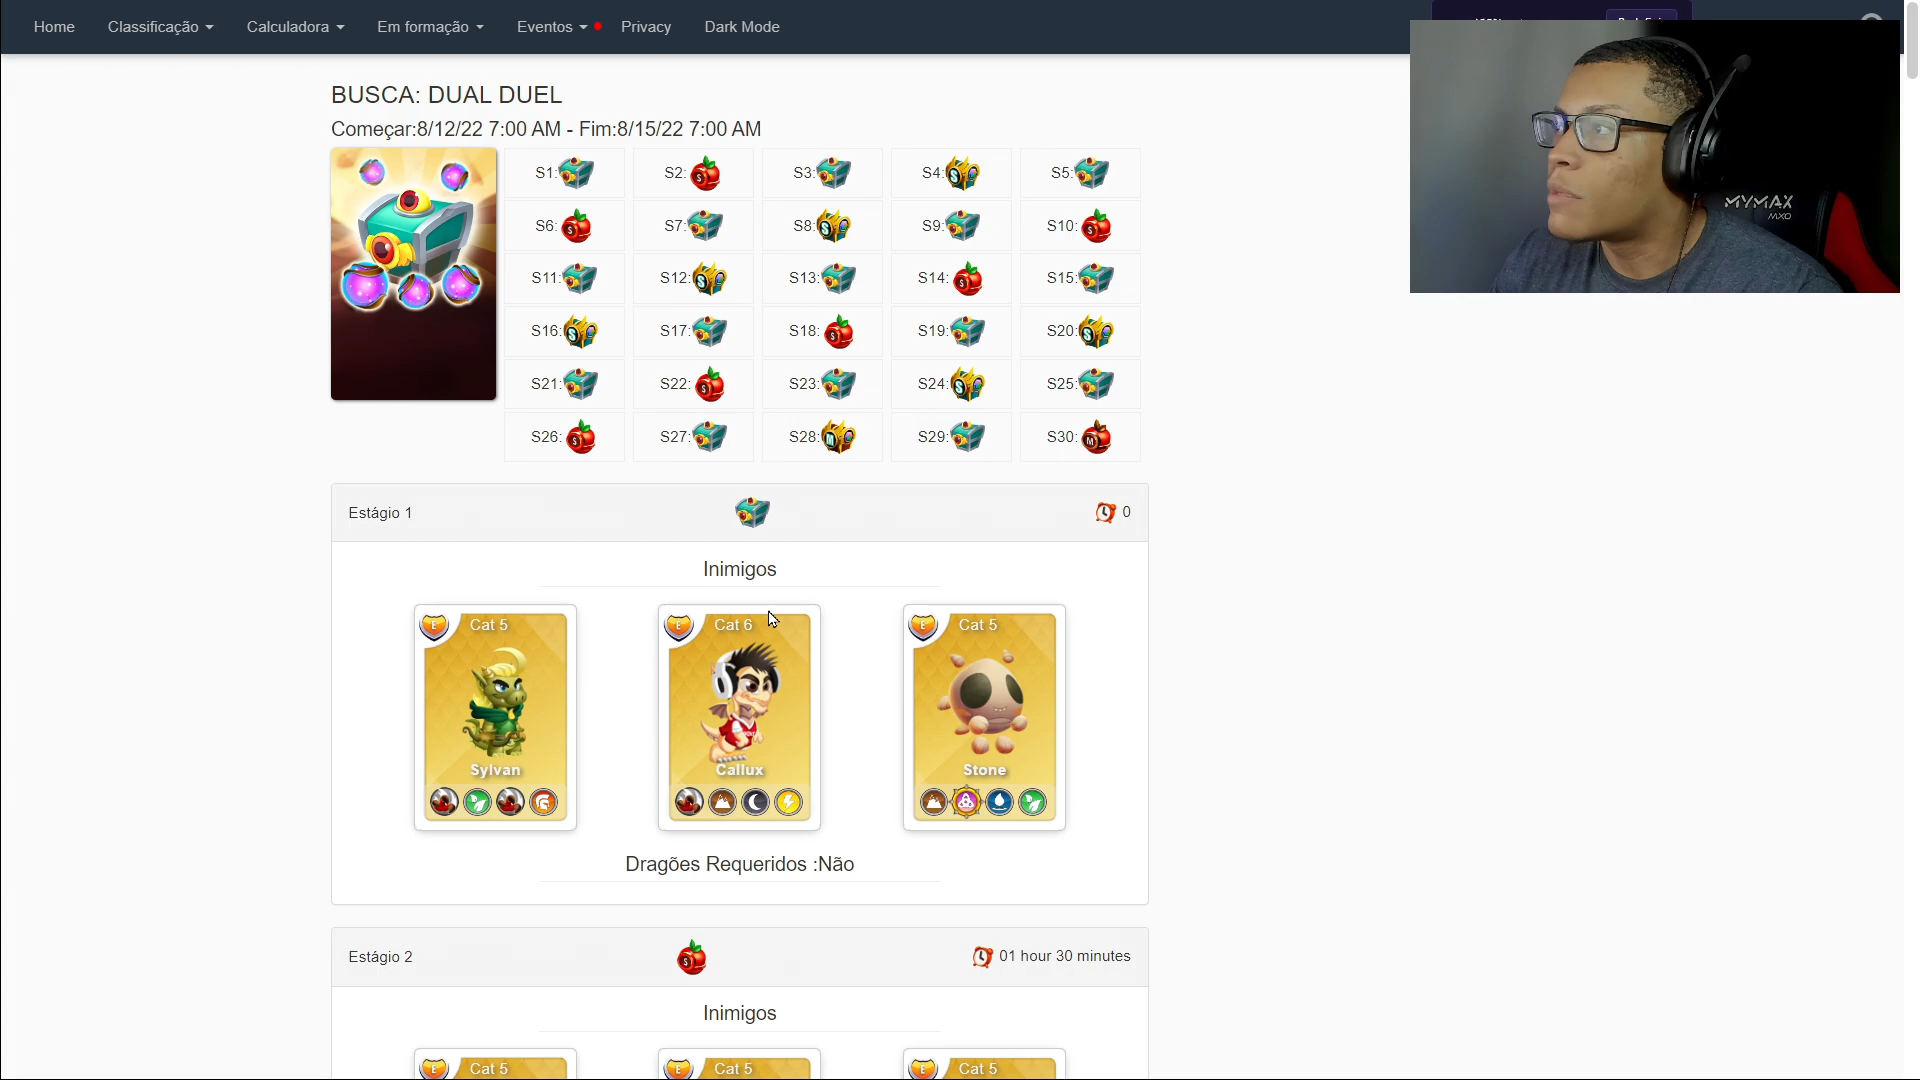 Home Classificação Calculadora Em formação Eventos Privacy Dark Mode
BUSCA: DUAL DUEL
Começar:8/12/22 7:00 AM - Fim:8/15/22 7:00 AM
S1: S2: S3: S4: S5:
S6: S7: S8: S9: S10:
S11: S12: S13: S14: S15:
S16: S17: S18: S19: S20:
S21: S22: S23: S24: S25:
S26: S27: S28: S29: S30:
MYMAX
MXO
Estágio 1 0
Inimigos
E Cat 5 E Cat 6 E Cat 5
Sylvan Callux Stone
Dragões Requeridos :Não
Estágio 2 01 hour 30 minutes
Inimigos
E Cat 5 E Cat 5 E Cat 5